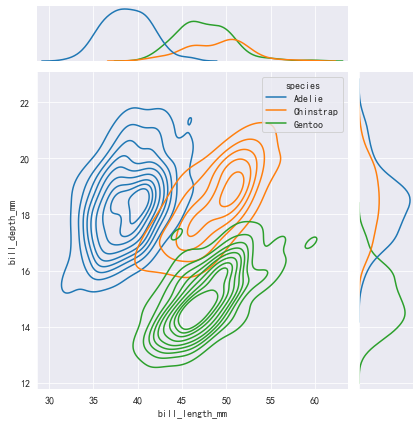 species
Adelie
Chinstrap
Gentoo
bill_depth_mm
22
20
18
16
14
12
30
35
40
45
50
55
60
bill_length_mm